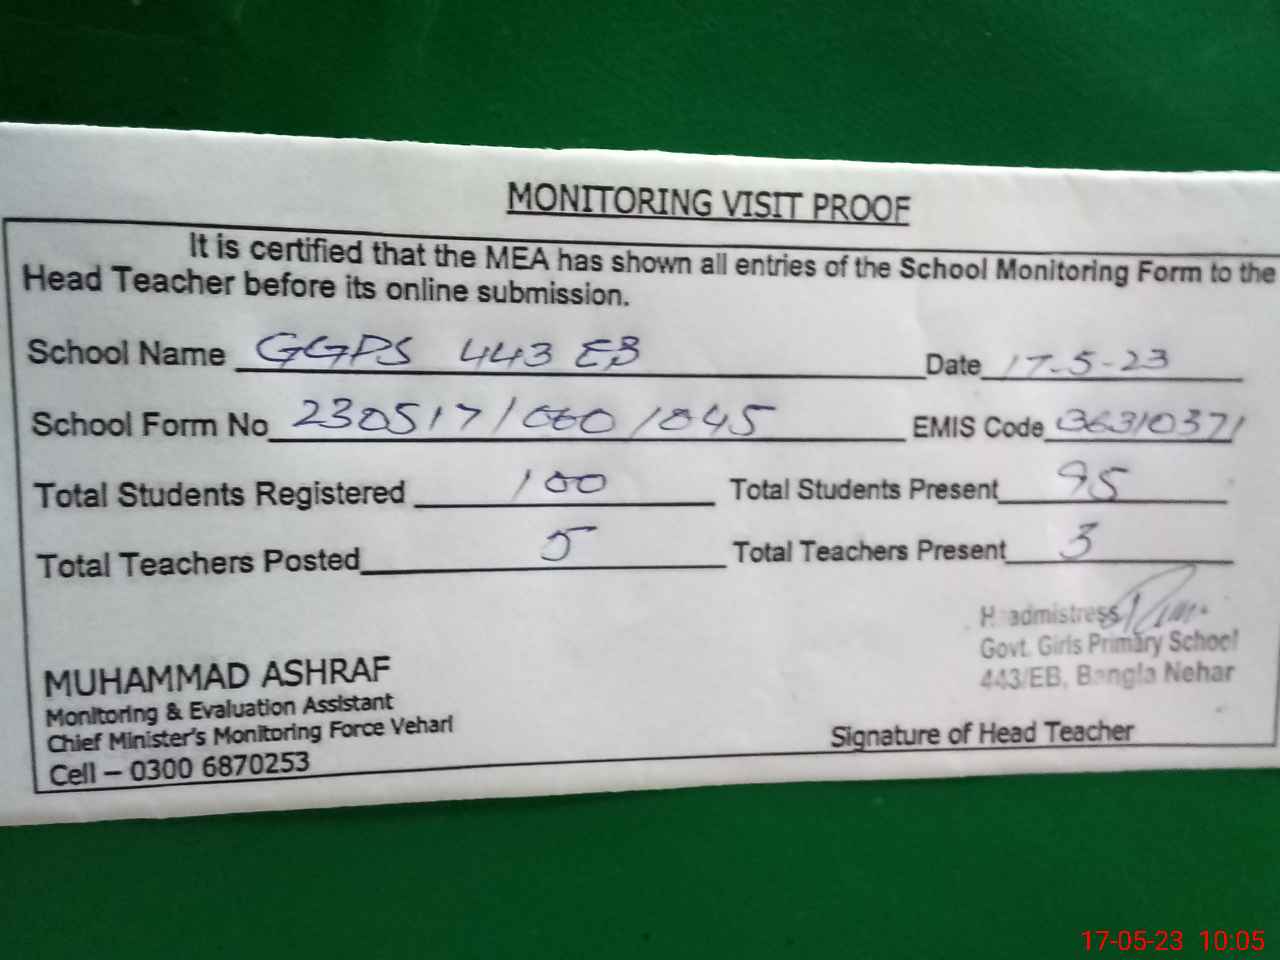 MONITORING VISIT PROOF
It is certified that the MEA has shown all entries of the School Monitoring Form to the
Head Teacher before its online submission.
School Name GGPS 443 EB Date 17-5-23
School Form No 230517/060/045 EMIS Code 36310371
Total Students Registered 100 Total Students Present 95
Total Teachers Posted 5 Total Teachers Present 3
Headmistress
Govt. Girls Primary School
443/EB, Bangla Nehar
MUHAMMAD ASHRAF
Monitoring & Evaluation Assistant
Chief Minister's Monitoring Force Vehari
Cell – 0300 6870253
Signature of Head Teacher
17-05-23 10:05